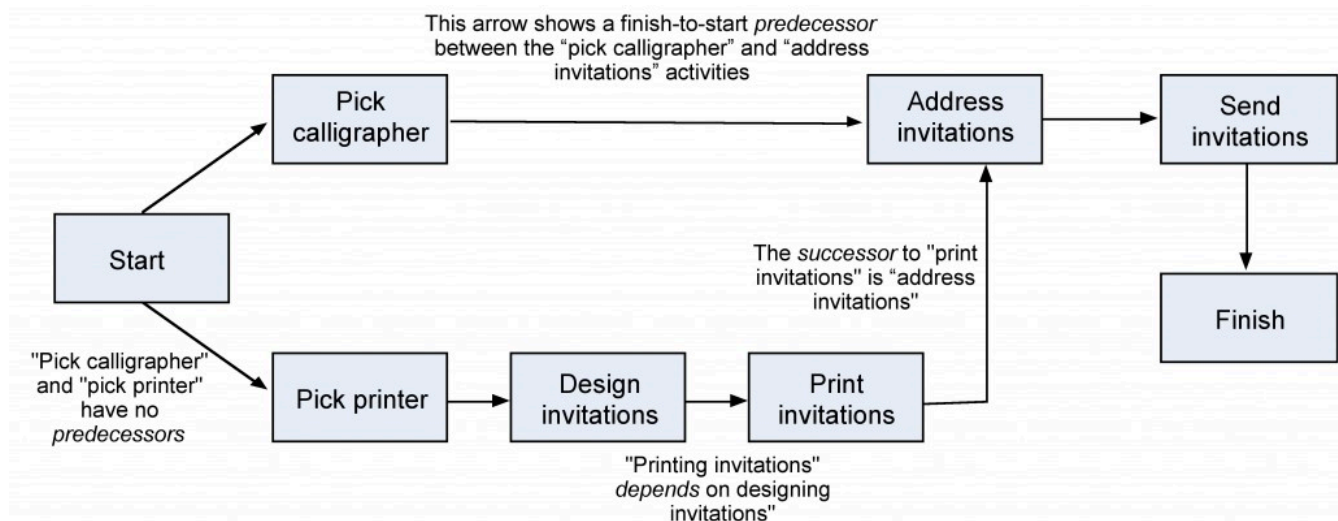 This arrow shows a finish-to-start predecessor
between the “pick calligrapher” and “address
invitations” activities
Pick
calligrapher
Address
invitations
Send
invitations
Start
The successor to "print
invitations" is “address
invitations"
Finish
"Pick calligrapher"
and "pick printer"
have no
predecessors
Pick printer
Design
invitations
Print
invitations
"Printing invitations"
depends on designing
invitations"